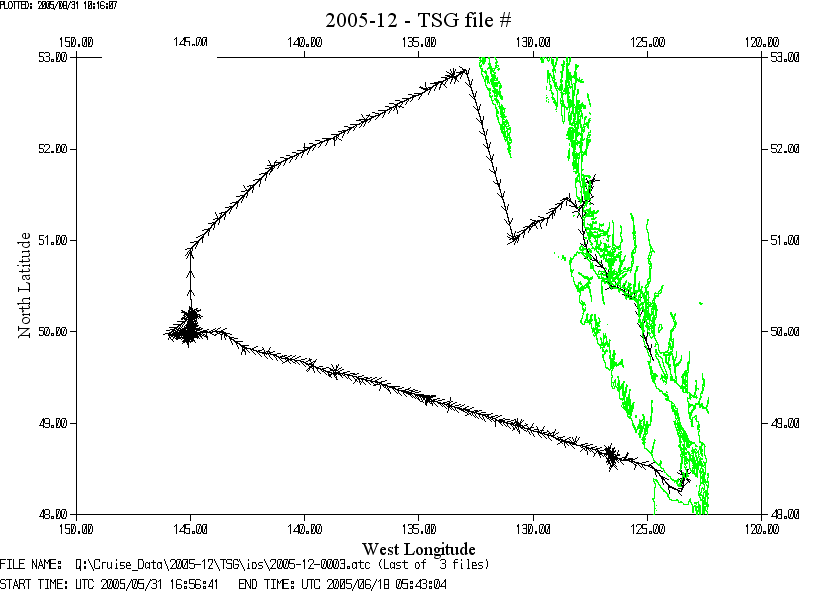 PLOTTED: 2005/08/31 10:16:07
2005-12 - TSG file #
150.00 145.00 140.00 135.00 130.00 125.00 120.00
53.00 53.00
52.00 52.00
51.00 51.00
North Latitude
50.00 50.00
49.00 49.00
48.00 48.00
150.00 145.00 140.00 135.00 130.00 125.00 120.00
West Longitude
FILE NAME: Q:\Cruise_Data\2005-12\TSG\ios\2005-12-0003.atc (Last of 3 files)
START TIME: UTC 2005/05/31 16:56:41 END TIME: UTC 2005/06/18 05:43:04